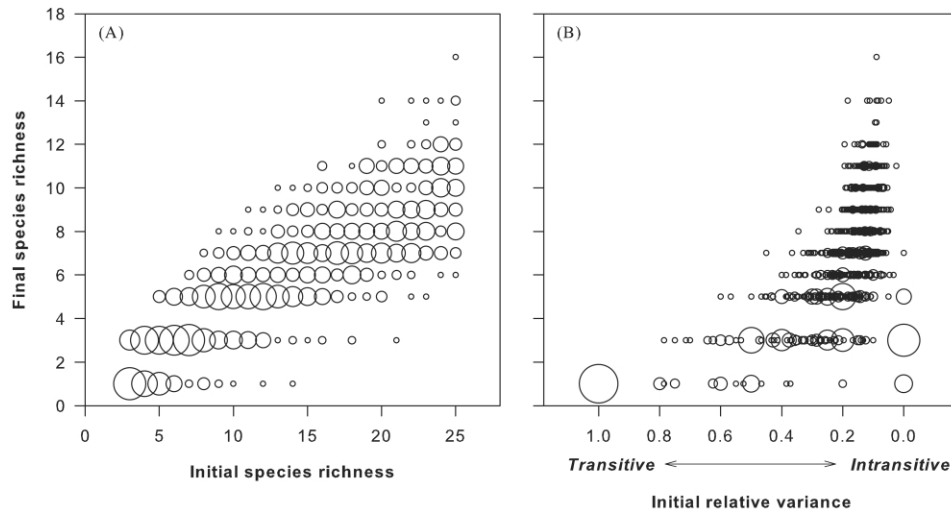 (A)
(B)
Final species richness
18
16
14
12
10
8
6
4
2
0
0 5 10 15 20 25
Initial species richness
1.0 0.8 0.6 0.4 0.2 0.0
Transitive Intransitive
Initial relative variance